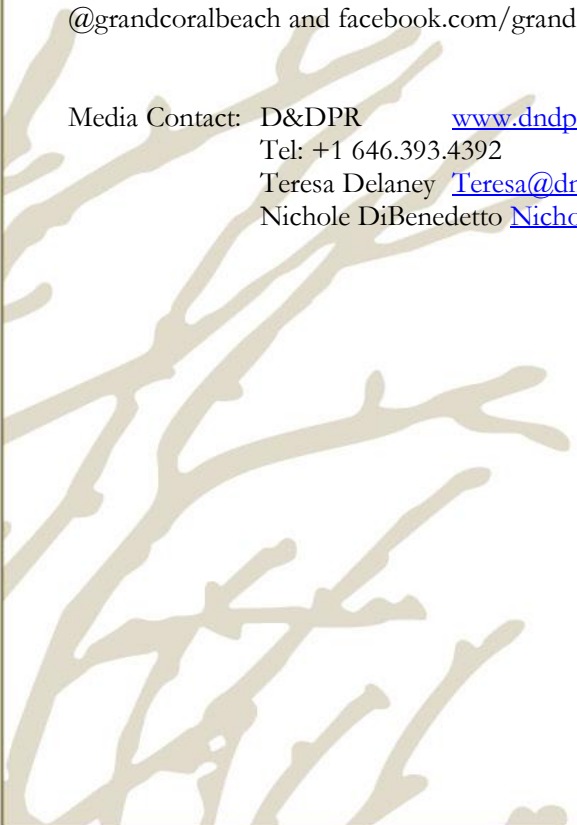 @grandcoralbeach and facebook.com/grand
Media Contact: D&DPR www.dndp
Tel: +1 646.393.4392
Teresa Delaney Teresa@dn
Nichole DiBenedetto Nicho